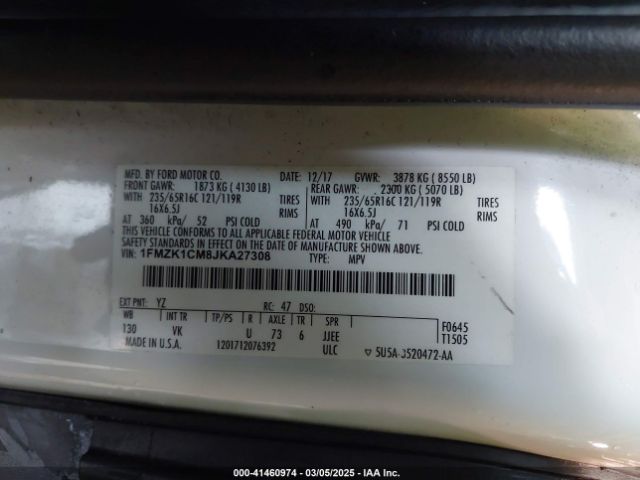 MFD. BY FORD MOTOR CO.
DATE: 12/17 GVWR: 3878 KG ( 8550 LB)
FRONT GAWR: 1873 KG ( 4130 LB)
REAR GAWR: 2300 KG ( 5070 LB)
WITH 235/65R16C 121/119R TIRES
WITH 235/65R16C 121/119R TIRES
16X6.5J RIMS
16X6.5J RIMS
AT 360 kPa/ 52 PSI COLD
AT 490 kPa/ 71 PSI COLD
THIS VEHICLE CONFORMS TO ALL APPLICABLE FEDERAL MOTOR VEHICLE
SAFETY STANDARDS IN EFFECT ON THE DATE OF MANUFACTURE SHOWN ABOVE.
VIN: 1FMZK1CM8JKA27308 TYPE: MPV
EXT PNT: YZ RC: 47 DSO:
WB INT TR TP/PS R AXLE TR SPR F0645
130 VK U 73 6 JJEE T1505
MADE IN U.S.A. 1201712076392 ULC 5U5A-3520472-AA
000-41460974 | 03/05/2025 - IAA Inc.